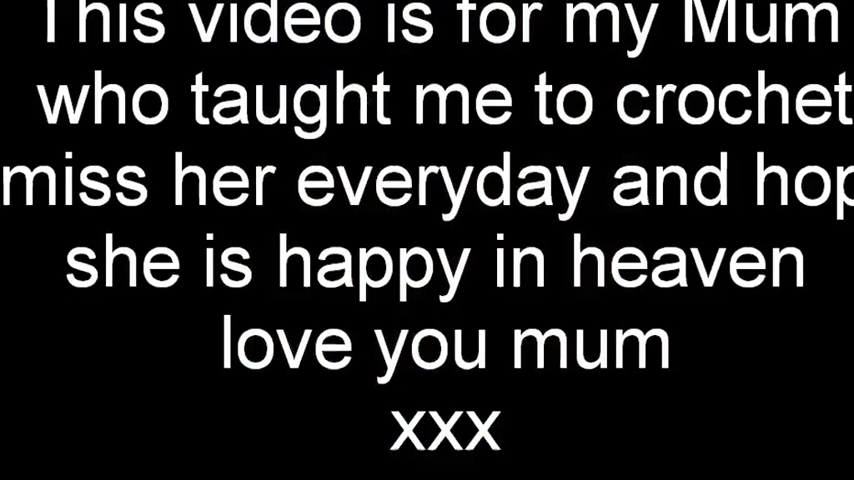 This video is for my Mum
who taught me to crochet
miss her everyday and hop
she is happy in heaven
love you mum
xxx